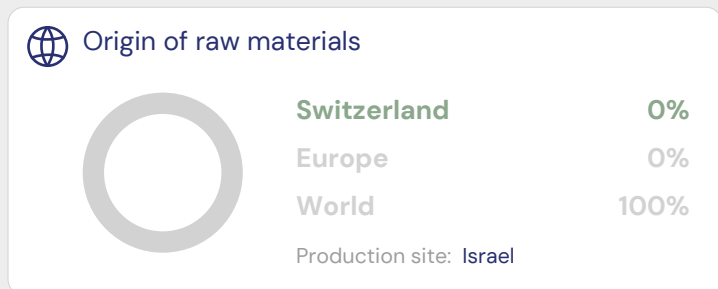 Origin of raw materials
Switzerland 0%
Europe 0%
World 100%
Production site: Israel